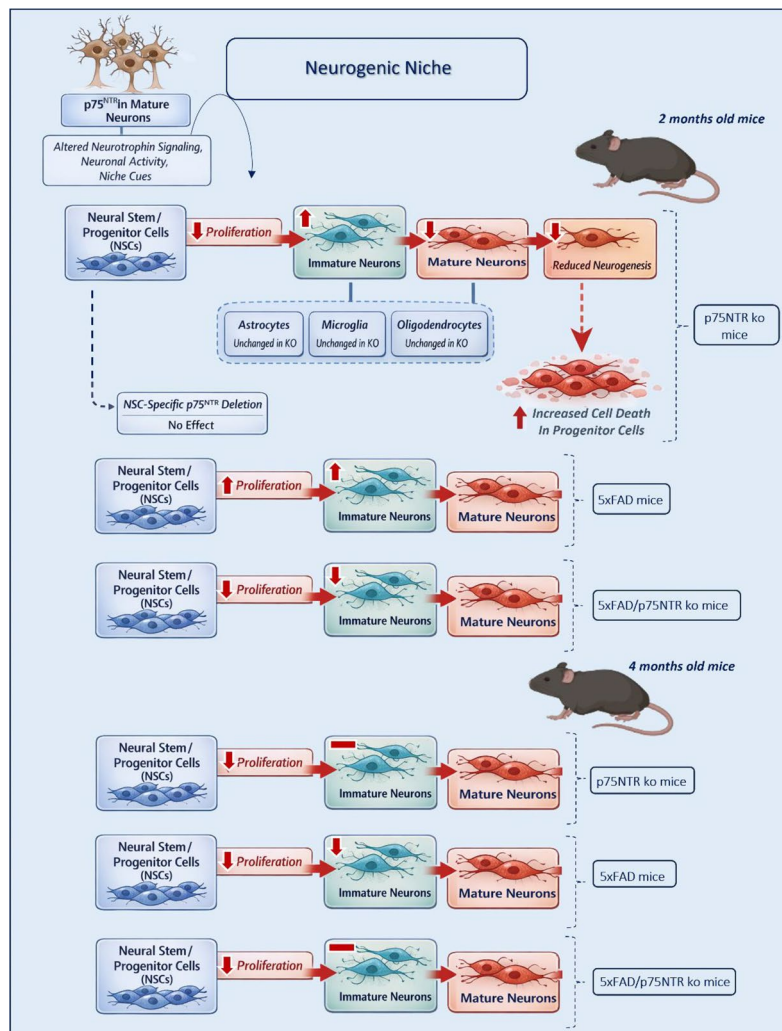 Neurogenic Niche
p75NTR in Mature
Neurons
Altered Neurotrophin Signaling,
Neuronal Activity,
Niche Cues
2 months old mice
Neural Stem/
Progenitor Cells
(NSCs)
Proliferation
Immature Neurons
Mature Neurons
Reduced Neurogenesis
Astrocytes
Unchanged in KO
Microglia
Unchanged in KO
Oligodendrocytes
Unchanged in KO
p75NTR ko
mice
NSC-Specific p75NTR Deletion
No Effect
Increased Cell Death
In Progenitor Cells
Neural Stem/
Progenitor Cells
(NSCs)
Proliferation
Immature Neurons
Mature Neurons
5xFAD mice
Neural Stem/
Progenitor Cells
(NSCs)
Proliferation
Immature Neurons
Mature Neurons
5xFAD/p75NTR ko mice
4 months old mice
Neural Stem/
Progenitor Cells
(NSCs)
Proliferation
Immature Neurons
Mature Neurons
p75NTR ko mice
Neural Stem/
Progenitor Cells
(NSCs)
Proliferation
Immature Neurons
Mature Neurons
5xFAD mice
Neural Stem/
Progenitor Cells
(NSCs)
Proliferation
Immature Neurons
Mature Neurons
5xFAD/p75NTR ko mice